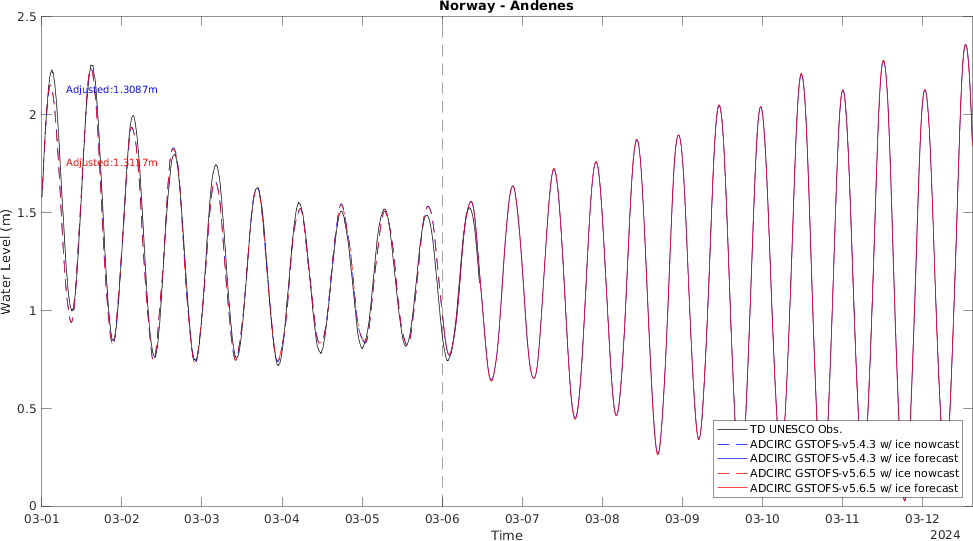 Norway - Andenes
2.5
2
1.5
1
0.5
0
Water Level (m)
Adjusted:1.3087m
Adjusted:1.3117m
TD UNESCO Obs.
ADCIRC GSTOFS-v5.4.3 w/ ice nowcast
ADCIRC GSTOFS-v5.4.3 w/ ice forecast
ADCIRC GSTOFS-v5.6.5 w/ ice nowcast
ADCIRC GSTOFS-v5.6.5 w/ ice forecast
03-01 03-02 03-03 03-04 03-05 03-06 03-07 03-08 03-09 03-10 03-11 03-12
Time
2024